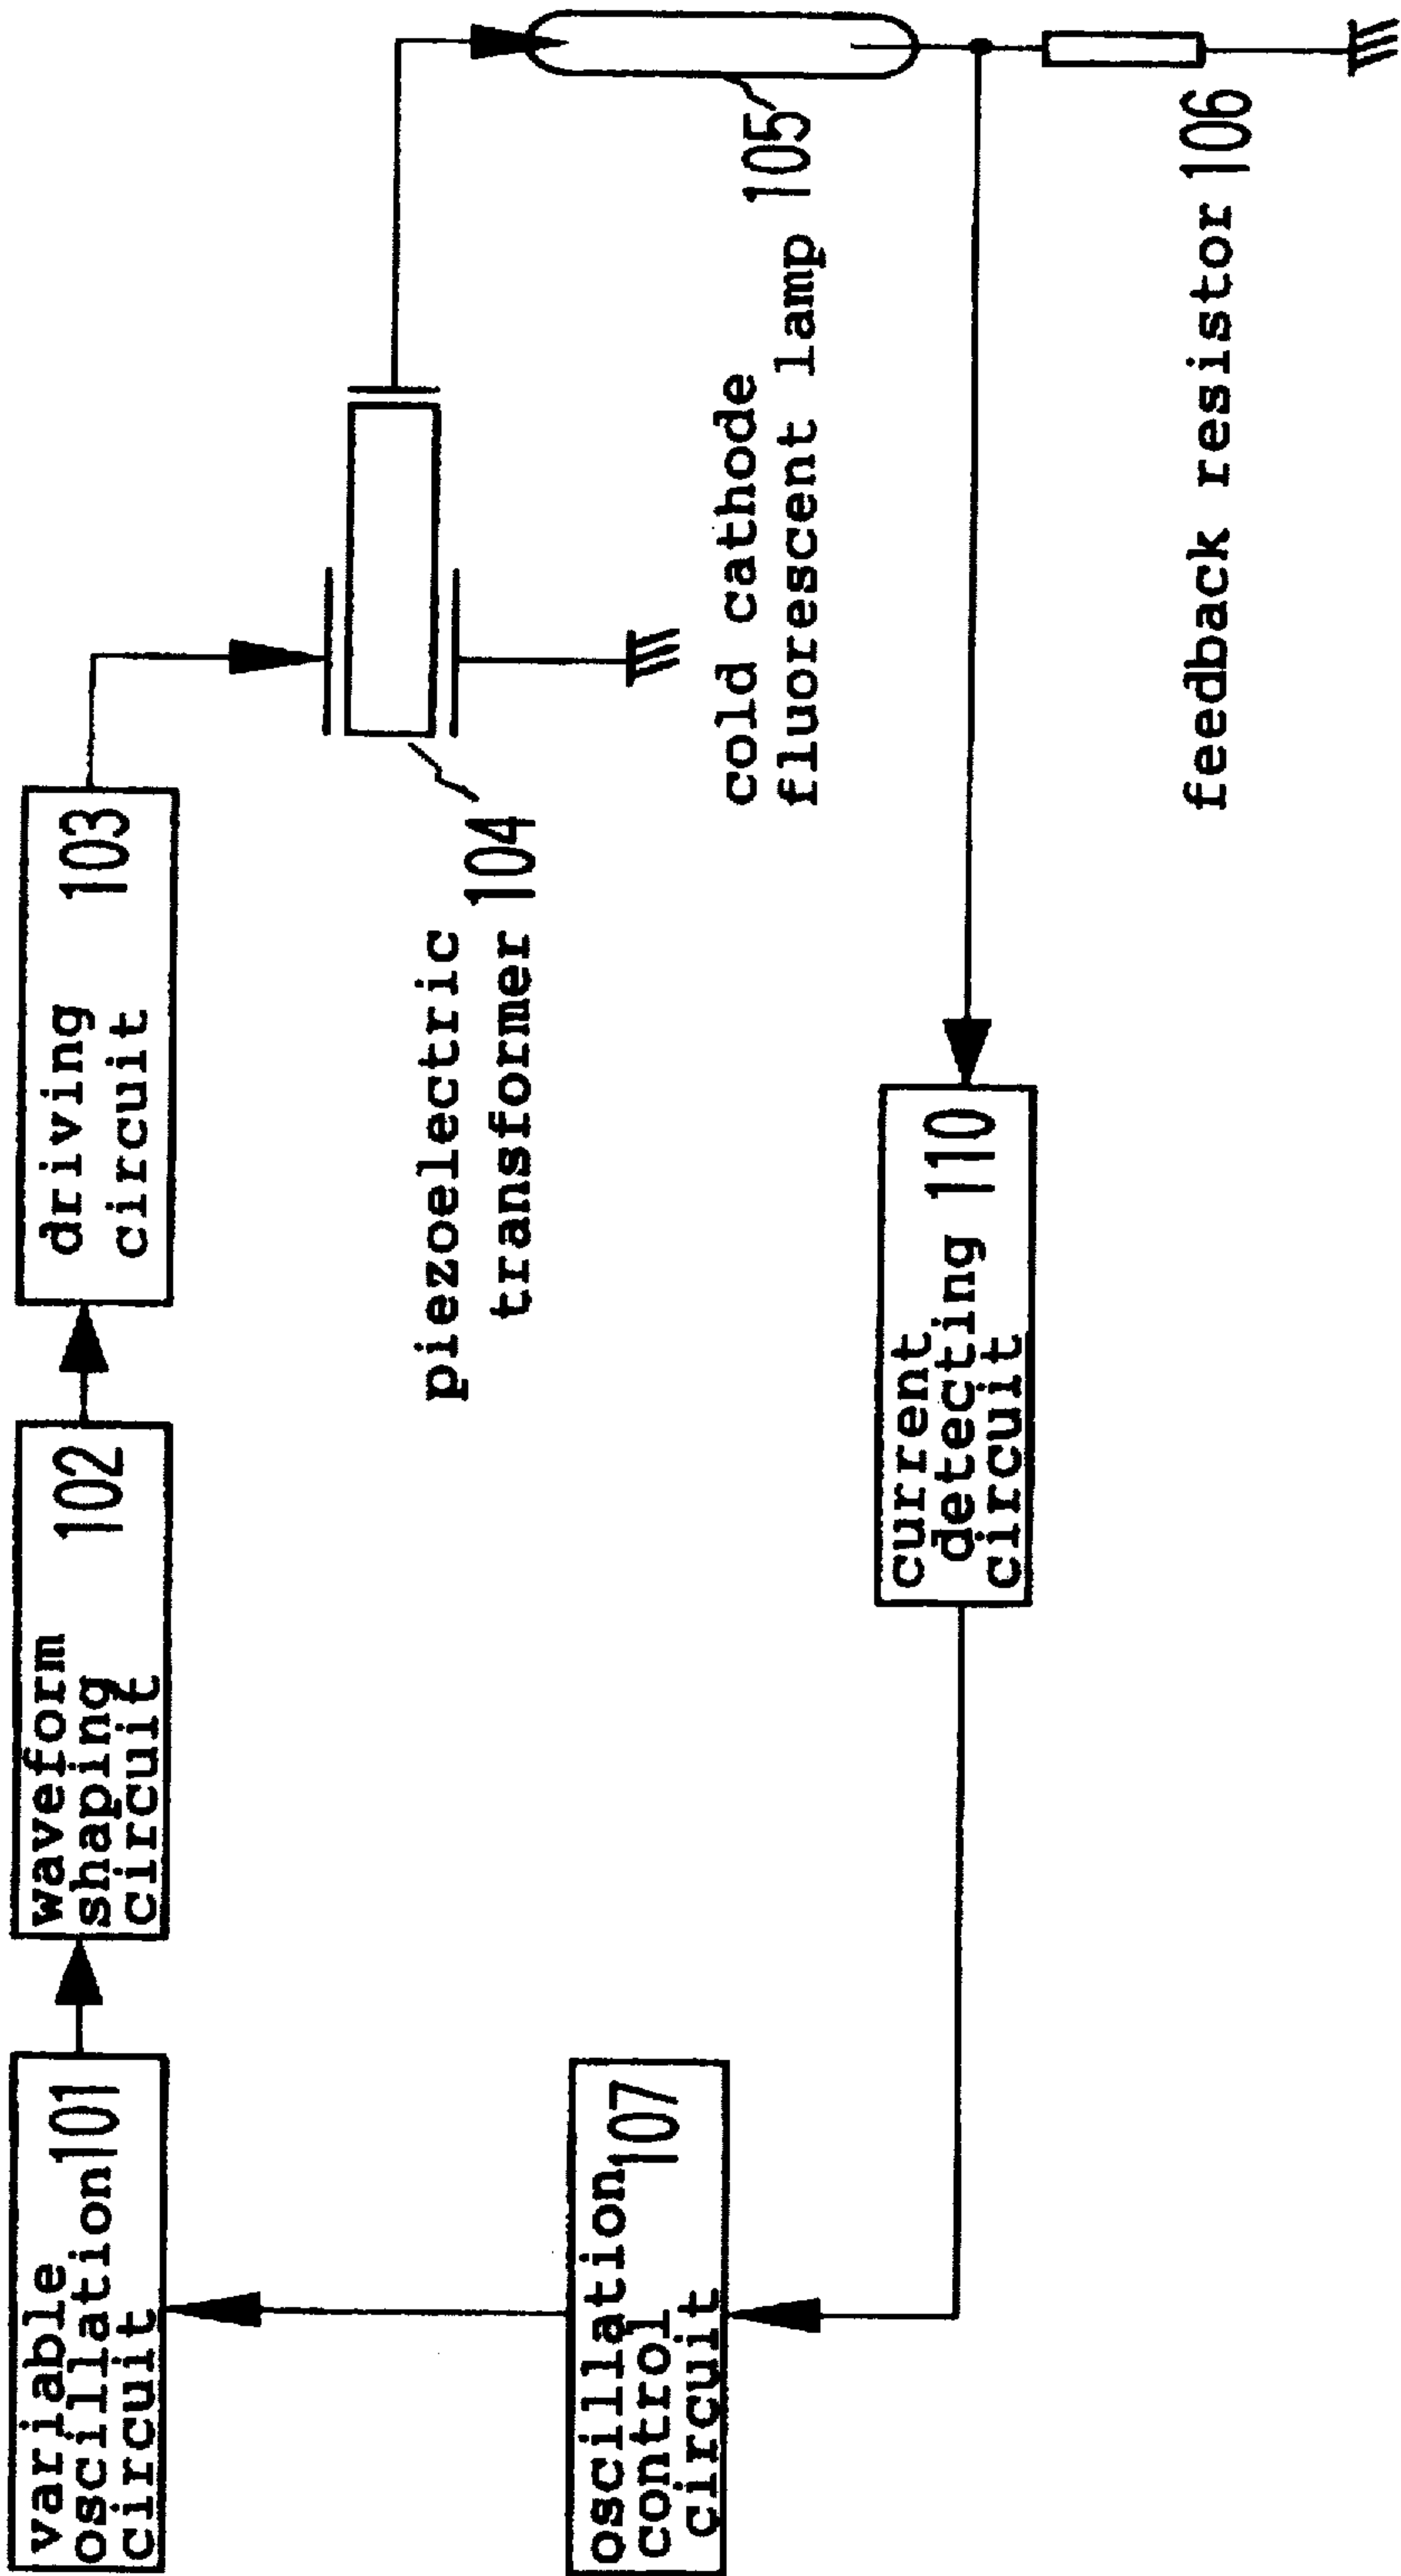 variable
oscillation 101
circuit
waveform
shaping 102
circuit
driving 103
circuit
piezoelectric
transformer 104
cold cathode
fluorescent lamp 105
feedback resistor 106
current
detecting 110
circuit
oscillation
control 107
circuit